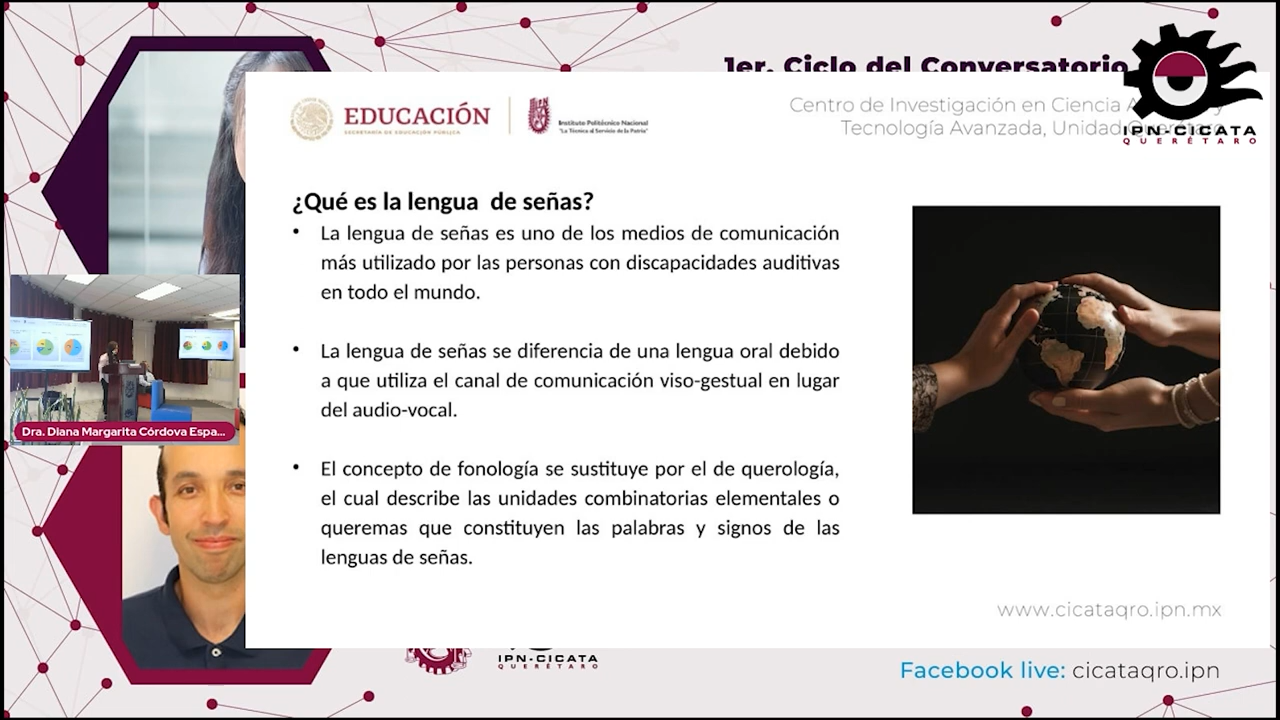 1er. Ciclo del Conversatorio
Centro de Investigación en Ciencia
Tecnología Avanzada, Unidad
IPN-CICATA
QUERÉTARO
EDUCACIÓN
SECRETARÍA DE EDUCACIÓN PÚBLICA
Instituto Politécnico Nacional
"La Técnica al Servicio de la Patria"
¿Qué es la lengua de señas?
• La lengua de señas es uno de los medios de comunicación
más utilizado por las personas con discapacidades auditivas
en todo el mundo.
• La lengua de señas se diferencia de una lengua oral debido
a que utiliza el canal de comunicación viso-gestual en lugar
del audio-vocal.
• El concepto de fonología se sustituye por el de querología,
el cual describe las unidades combinatorias elementales o
queremas que constituyen las palabras y signos de las
lenguas de señas.
Dra. Diana Margarita Córdova Espa...
www.cicataqro.ipn.mx
IPN-CICATA
QUERÉTARO
Facebook live: cicataqro.ipn